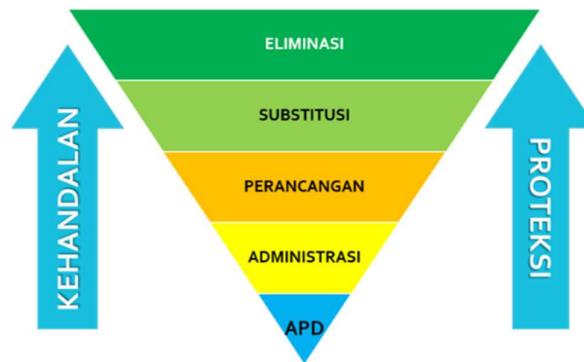 ELIMINASI
SUBSTITUSI
PERANCANGAN
ADMINISTRASI
APD
KEHANDALAN
PROTEKSI